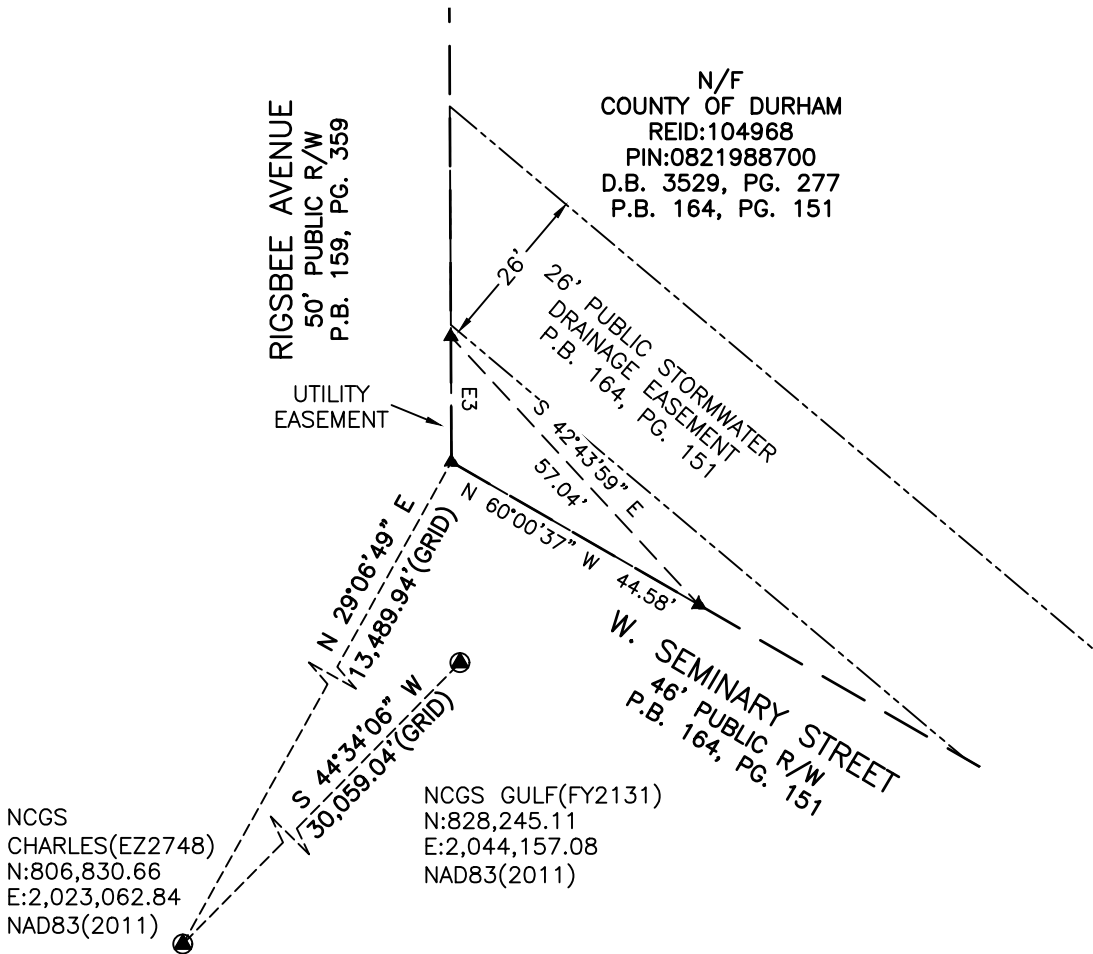 N/F
COUNTY OF DURHAM
REID:104968
PIN:0821988700
D.B. 3529, PG. 277
P.B. 164, PG. 151
RIGSBEE AVENUE
50' PUBLIC R/W
P.B. 159, PG. 359
26'
26' PUBLIC STORMWATER
DRAINAGE EASEMENT
P.B. 164, PG. 151
UTILITY
EASEMENT
E3
S 42°43'59" E
57.04'
N 60°00'37" W 44.58'
N 29°06'49" E
13,489.94'(GRID)
W. SEMINARY STREET
46' PUBLIC R/W
P.B. 164, PG. 151
S 44°34'06" W
30,059.04'(GRID)
NCGS GULF(FY2131)
N:828,245.11
E:2,044,157.08
NAD83(2011)
NCGS
CHARLES(EZ2748)
N:806,830.66
E:2,023,062.84
NAD83(2011)